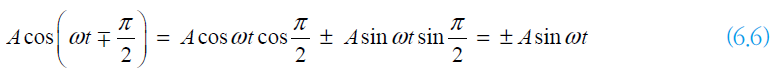 A cos(ωt ∓ π/2) = A cos ωt cos π/2 ± A sin ωt sin π/2 = ± A sin ωt (6.6)